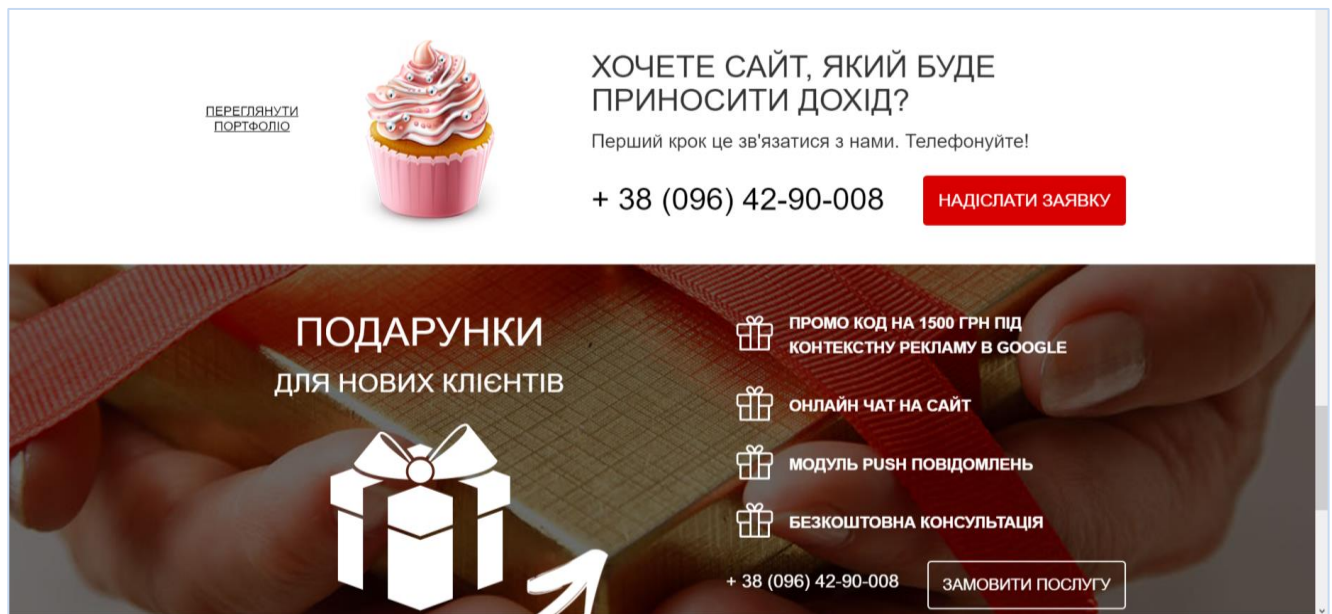 ПЕРЕГЛЯНУТИ
ПОРТФОЛІО
ХОЧЕТЕ САЙТ, ЯКИЙ БУДЕ
ПРИНОСИТИ ДОХІД?
Перший крок це зв'язатися з нами. Телефонуйте!
+ 38 (096) 42-90-008
НАДІСЛАТИ ЗАЯВКУ
ПОДАРУНКИ
ДЛЯ НОВИХ КЛІЄНТІВ
ПРОМО КОД НА 1500 ГРН ПІД
КОНТЕКСТНУ РЕКЛАМУ В GOOGLE
ОНЛАЙН ЧАТ НА САЙТ
МОДУЛЬ PUSH ПОВІДОМЛЕНЬ
БЕЗКОШТОВНА КОНСУЛЬТАЦІЯ
+ 38 (096) 42-90-008
ЗАМОВИТИ ПОСЛУГУ